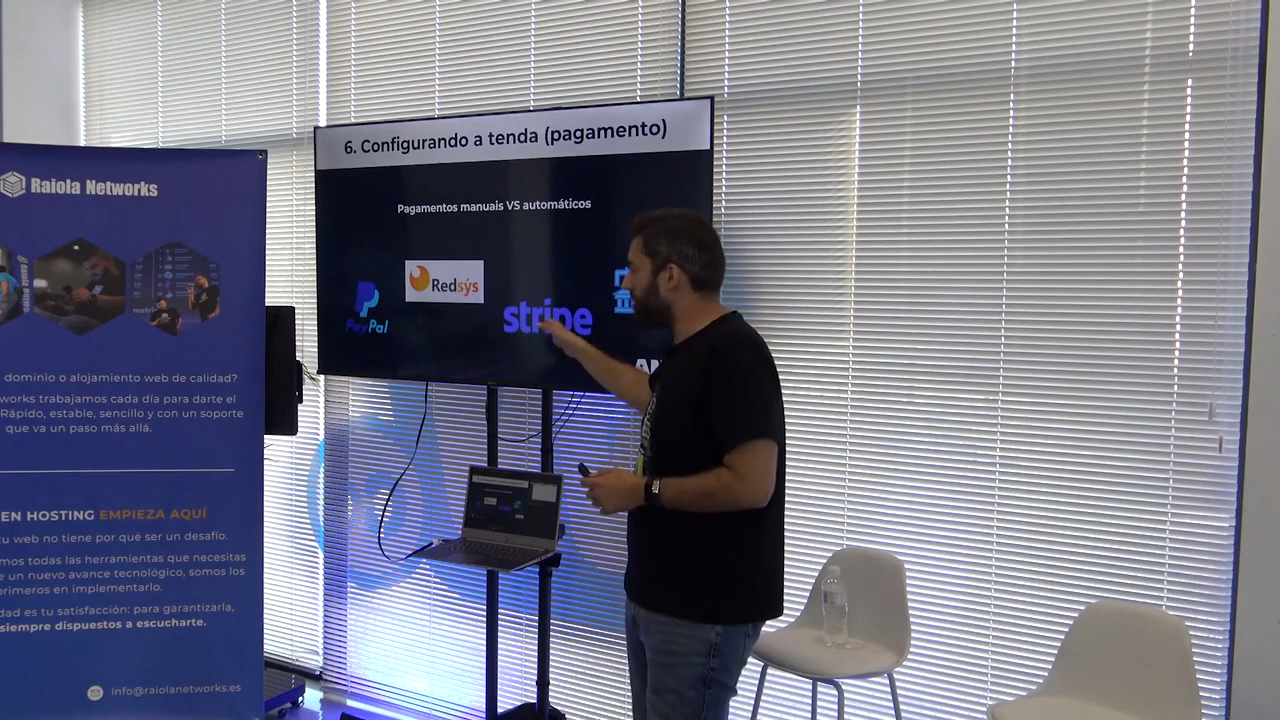 Raiola Networks
dominio o alojamiento web de calidad?
works trabajamos cada día para darte el
Rápido, estable, sencillo y con un soporte
que va un paso más allá.
EN HOSTING EMPIEZA AQUÍ
tu web no tiene por qué ser un desafío.
mos todas las herramientas que necesitas
e un nuevo avance tecnológico, somos los
primeros en implementarlo.
dad es tu satisfacción: para garantizarla,
siempre dispuestos a escucharte.
info@raiolanetworks.es
6. Configurando a tenda (pagamento)
Pagamentos manuais VS automáticos
Redsýs
PayPal
stripe